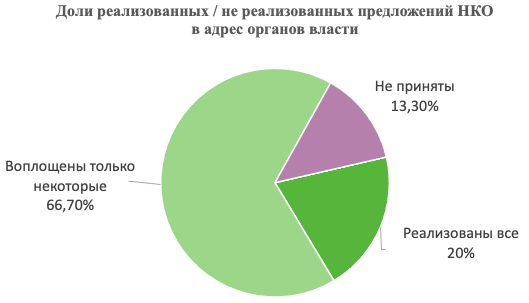 Доли реализованных / не реализованных предложений НКО
в адрес органов власти
Не приняты
13,30%
Воплощены только
некоторые
66,70%
Реализованы все
20%